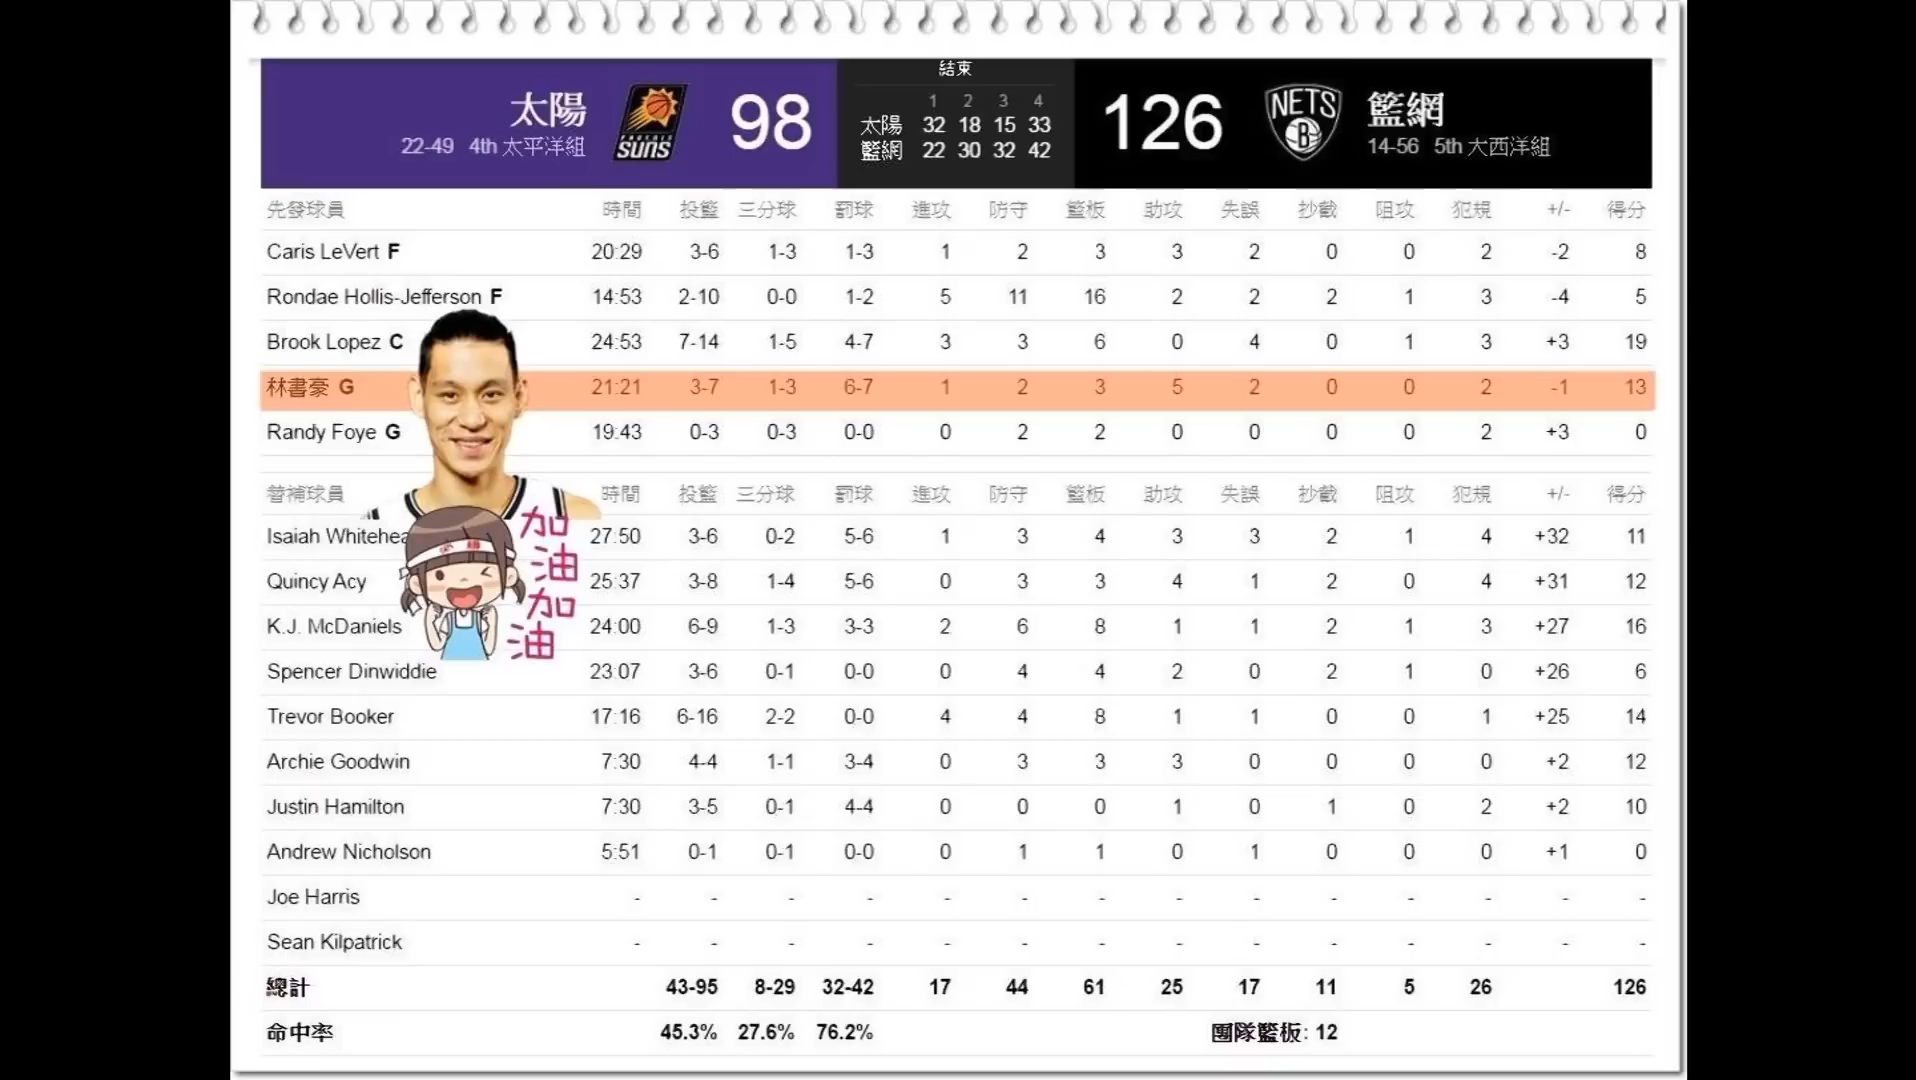 結束
太陽 98 1 2 3 4 126 籃網
22-49 4th 太平洋組 PHOENIX SUNS 太陽 32 18 15 33 NETS B 14-56 5th 大西洋組
籃網 22 30 32 42
先發球員 時間 投籃 三分球 罰球 進攻 防守 籃板 助攻 失誤 抄截 阻攻 犯規 +/- 得分
Caris LeVert F 20:29 3-6 1-3 1-3 1 2 3 3 2 0 0 2 -2 8
Rondae Hollis-Jefferson F 14:53 2-10 0-0 1-2 5 11 16 2 2 2 1 3 -4 5
Brook Lopez C 24:53 7-14 1-5 4-7 3 3 6 0 4 0 1 3 +3 19
林書豪 G 21:21 3-7 1-3 6-7 1 2 3 5 2 0 0 2 -1 13
Randy Foye G 19:43 0-3 0-3 0-0 0 2 2 0 0 0 0 2 +3 0
替補球員 時間 投籃 三分球 罰球 進攻 防守 籃板 助攻 失誤 抄截 阻攻 犯規 +/- 得分
Isaiah Whitehea 27:50 3-6 0-2 5-6 1 3 4 3 3 2 1 4 +32 11
Quincy Acy 25:37 3-8 1-4 5-6 0 3 3 4 1 2 0 4 +31 12
K.J. McDaniels 24:00 6-9 1-3 3-3 2 6 8 1 1 2 1 3 +27 16
Spencer Dinwiddie 23:07 3-6 0-1 0-0 0 4 4 2 0 2 1 0 +26 6
Trevor Booker 17:16 6-16 2-2 0-0 4 4 8 1 1 0 0 1 +25 14
Archie Goodwin 7:30 4-4 1-1 3-4 0 3 3 3 0 0 0 0 +2 12
Justin Hamilton 7:30 3-5 0-1 4-4 0 0 0 1 0 1 0 2 +2 10
Andrew Nicholson 5:51 0-1 0-1 0-0 0 1 1 0 1 0 0 0 +1 0
Joe Harris - - - - - - - - - - - - - -
Sean Kilpatrick - - - - - - - - - - - - - -
總計 43-95 8-29 32-42 17 44 61 25 17 11 5 26 126
命中率 45.3% 27.6% 76.2% 團隊籃板: 12
加
油
加
油